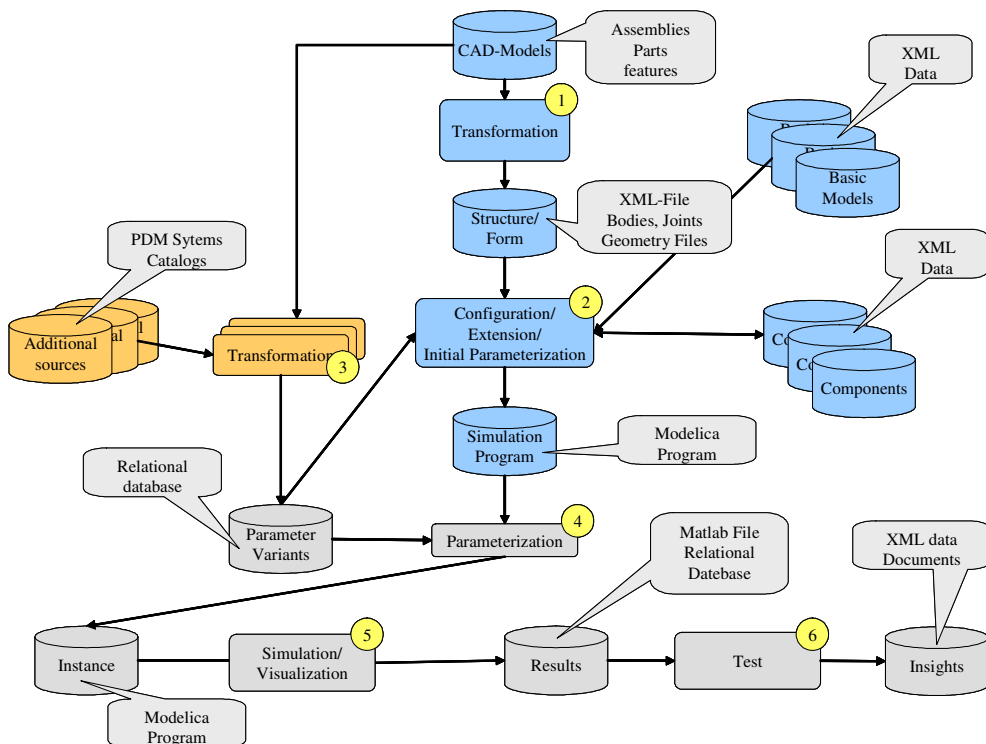 CAD-Models
Assemblies
Parts
features
XML
Data
1
Transformation
Basic
Models
Structure/
Form
XML-File
Bodies, Joints
Geometry Files
PDM Sytems
Catalogs
XML
Data
2
Configuration/
Extension/
Initial Parameterization
Additional
sources
Transformation
3
Components
Simulation
Program
Modelica
Program
Relational
database
Parameter
Variants
4
Parameterization
Matlab File
Relational
Datebase
XML data
Documents
5
6
Instance
Simulation/
Visualization
Results
Test
Insights
Modelica
Program